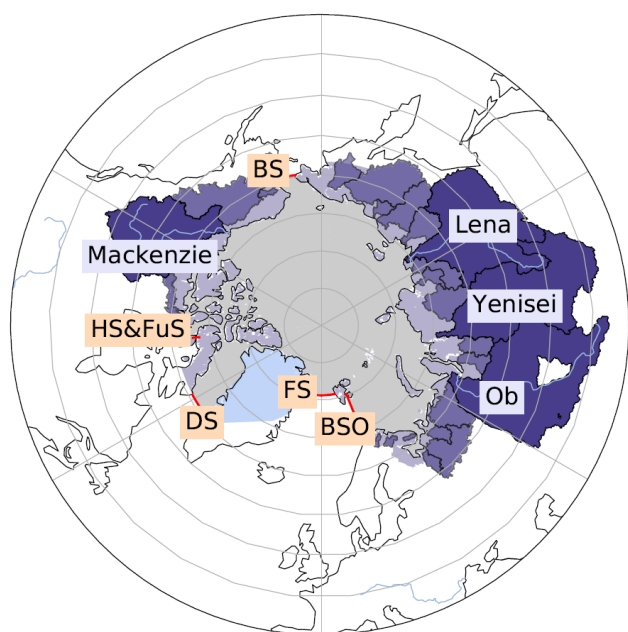 BS
Lena
Mackenzie
Yenisei
HS&FuS
FS
Ob
DS
BSO